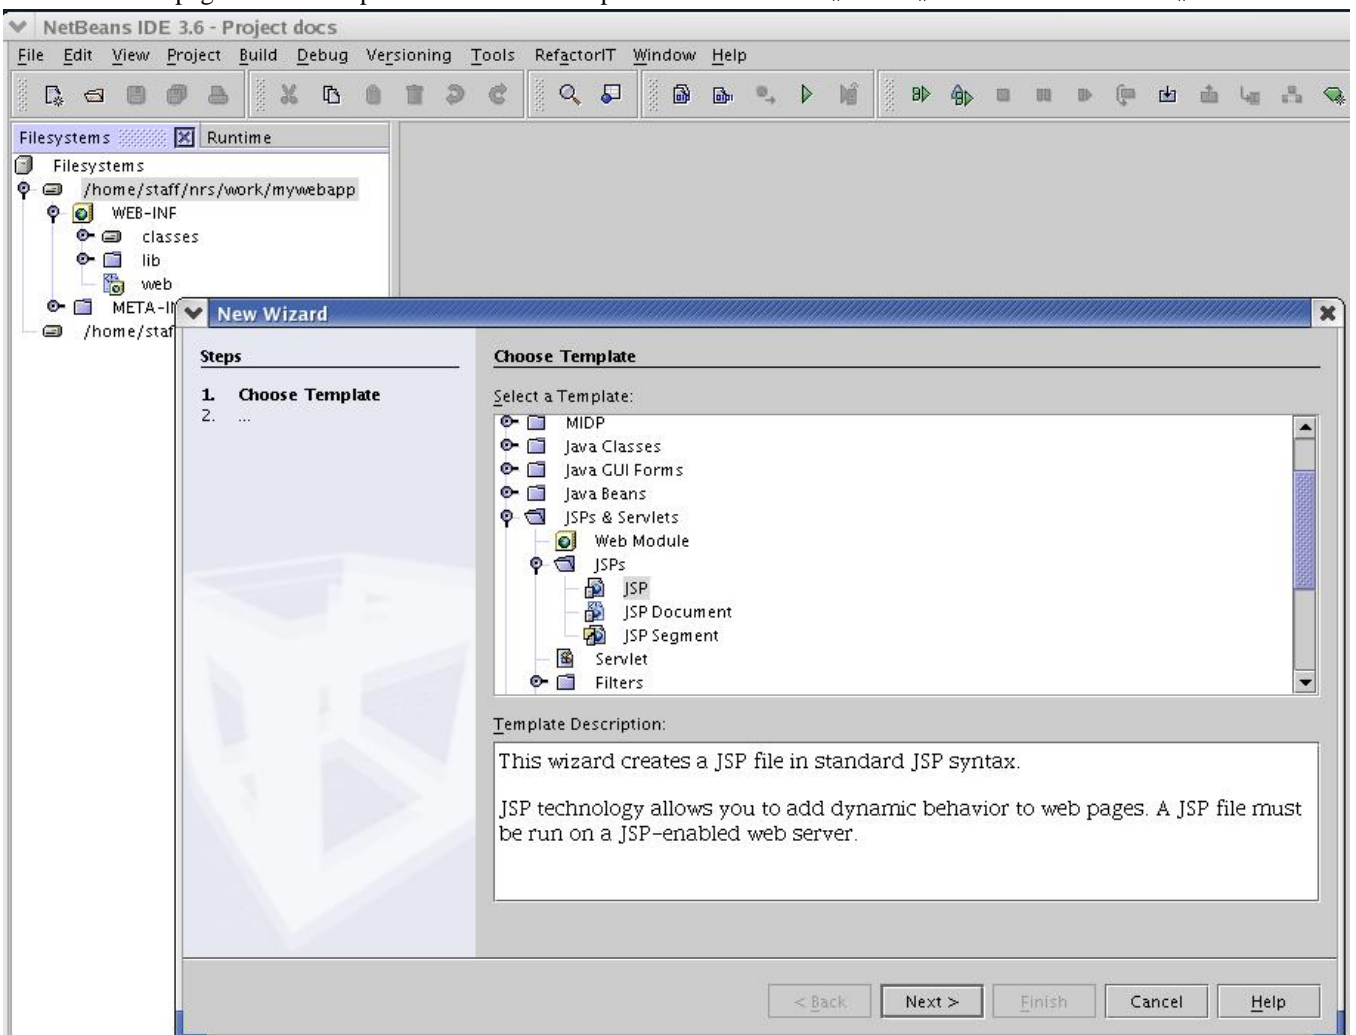 NetBeans IDE 3.6 - Project docs
File Edit View Project Build Debug Versioning Tools RefactorIT Window Help
Filesystems Runtime
Filesystems
/home/staff/nrs/work/mywebapp
WEB-INF
classes
lib
web
META-II
/home/staf
New Wizard
Steps
1. Choose Template
2. ...
Choose Template
Select a Template:
MIDP
Java Classes
Java GUI Forms
Java Beans
JSPs & Servlets
Web Module
JSPs
JSP
JSP Document
JSP Segment
Servlet
Filters
Template Description:
This wizard creates a JSP file in standard JSP syntax.
JSP technology allows you to add dynamic behavior to web pages. A JSP file must
be run on a JSP-enabled web server.
< Back Next > Finish Cancel Help